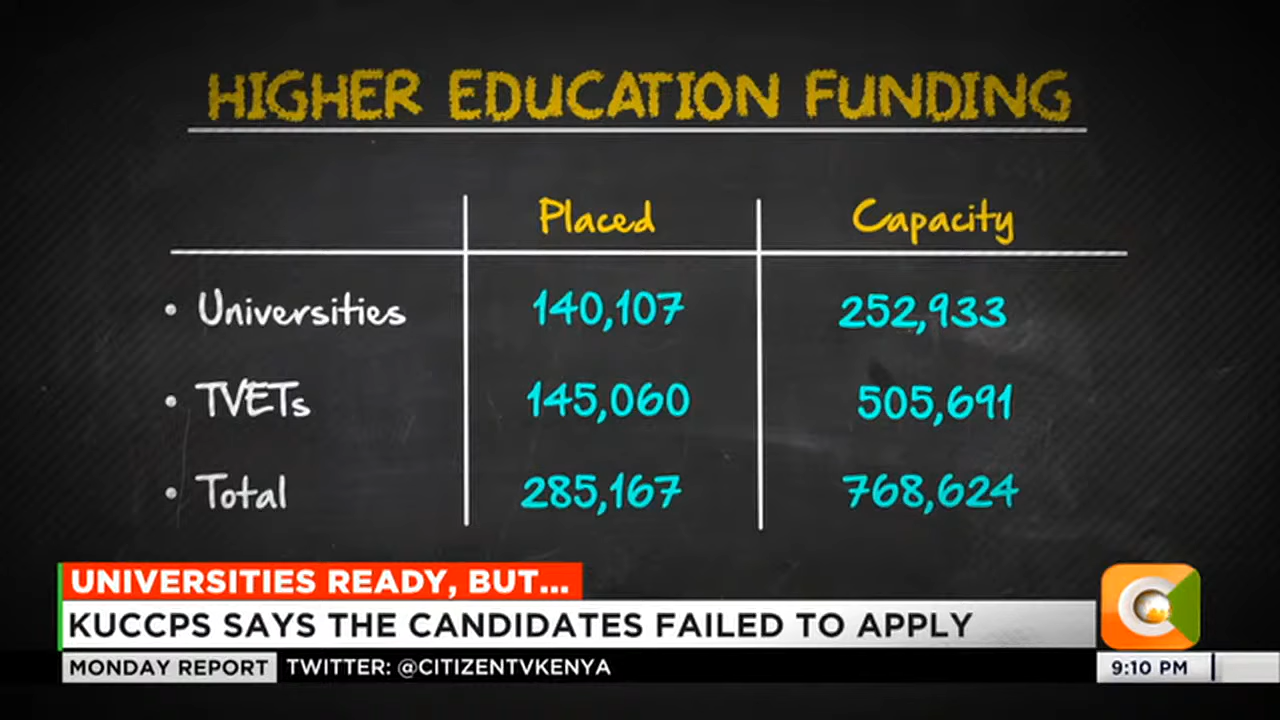 HIGHER EDUCATION FUNDING
Placed Capacity
• Universities 140,107 252,933
• TVETs 145,060 505,691
• Total 285,167 768,624
UNIVERSITIES READY, BUT...
KUCCPS SAYS THE CANDIDATES FAILED TO APPLY
MONDAY REPORT TWITTER: @CITIZENTVKENYA 9:10 PM